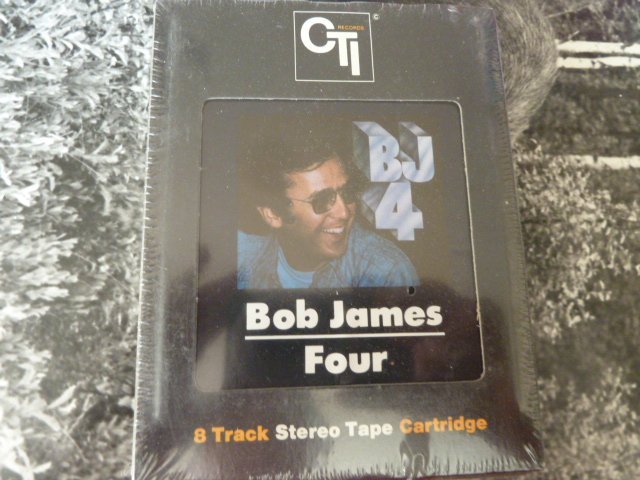 RECORDS
©
CTI
BJ
4
Bob James
Four
8 Track Stereo Tape Cartridge